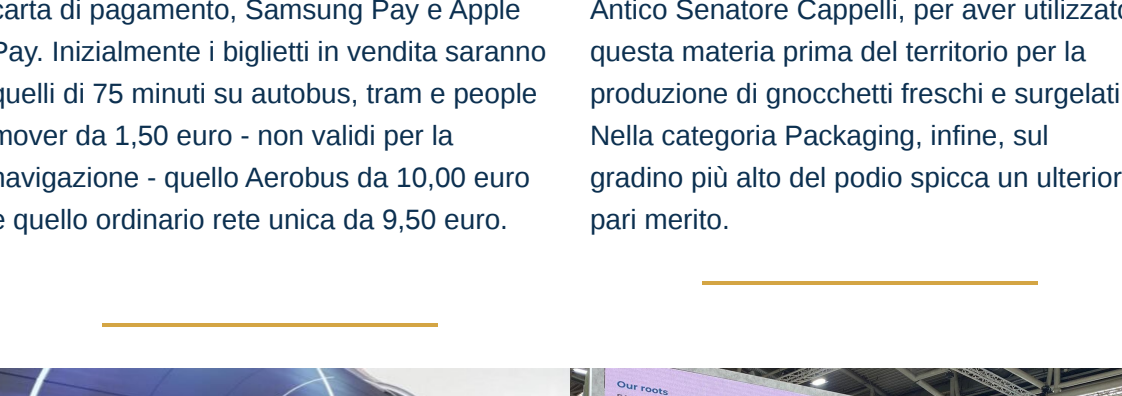 carta di pagamento, Samsung Pay e Apple
Pay. Inizialmente i biglietti in vendita saranno
quelli di 75 minuti su autobus, tram e people
mover da 1,50 euro - non validi per la
navigazione - quello Aerobus da 10,00 euro
e quello ordinario rete unica da 9,50 euro.
Antico Senatore Cappelli, per aver utilizzato
questa materia prima del territorio per la
produzione di gnocchetti freschi e surgelati
Nella categoria Packaging, infine, sul
gradino più alto del podio spicca un ulterior
pari merito.
Our roots